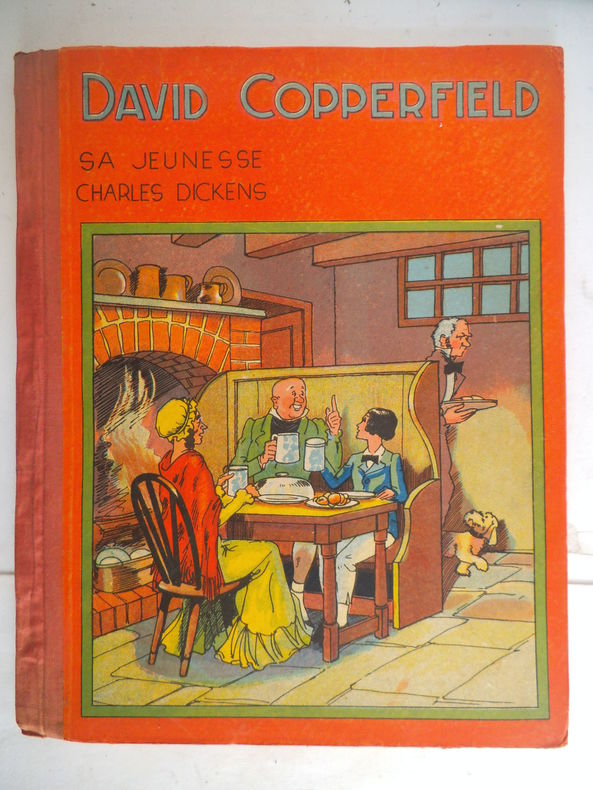 DAVID COPPERFIELD
SA JEUNESSE
CHARLES DICKENS